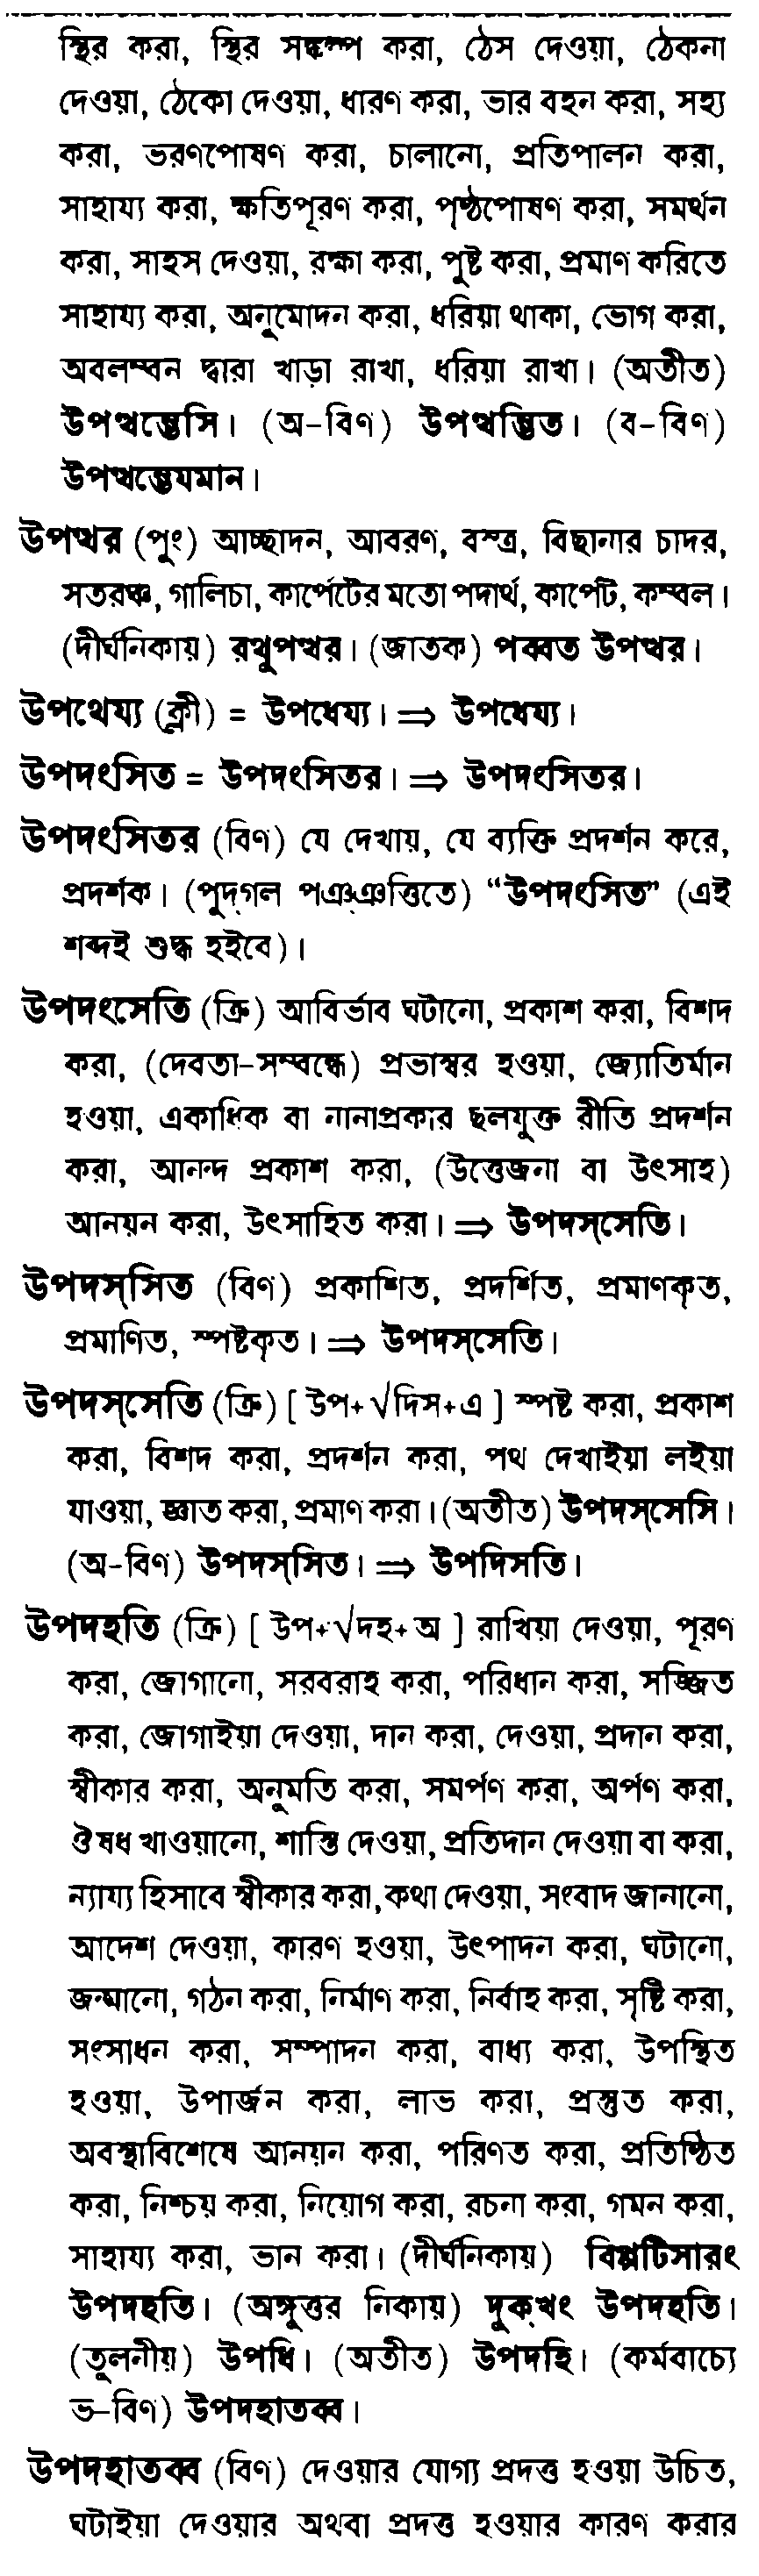 স্থির করা, স্থির সঙ্কল্প করা, ঠেস দেওয়া, ঠেকনা
দেওয়া, ঠেকো দেওয়া, ধারণ করা, ভার বহন করা, সহ্য
করা, ভরণপোষণ করা, চালানো, প্রতিপালন করা,
সাহায্য করা, ক্ষতিপূরণ করা, পৃষ্ঠপোষণ করা, সমর্থন
করা, সাহস দেওয়া, রক্ষা করা, পুষ্ট করা, প্রমাণ করিতে
সাহায্য করা, অনুমোদন করা, ধরিয়া থাকা, ভোগ করা,
অবলম্বন দ্বারা খাড়া রাখা, ধরিয়া রাখা। (অতীত)
উপত্থম্ভেসি। (অ-বিণ) উপত্থম্ভিত। (ব-বিণ)
উপত্থম্ভেযমান।
উপত্থর (পুং) আচ্ছাদন, আবরণ, বস্ত্র, বিছানার চাদর,
সতরঞ্চ, গালিচা, কার্পেটের মতো পদার্থ, কার্পেট, কম্বল।
(দীর্ঘনিকায়) রথুপত্থর। (জাতক) পব্বত উপত্থর।
উপথেয্য (ক্লী) = উপধেয্য। ⇒ উপধেয্য।
উপদংসিত = উপদংসিতর। ⇒ উপদংসিতর।
উপদংসিতর (বিণ) যে দেখায়, যে ব্যক্তি প্রদর্শন করে,
প্রদর্শক। (পুদ্গল পঞ্ঞত্তিতে) “উপদংসিত” (এই
শব্দই শুদ্ধ হইবে)।
উপদংসেতি (ক্রি) আবির্ভাব ঘটানো, প্রকাশ করা, বিশদ
করা, (দেবতা-সম্বন্ধে) প্রভাস্বর হওয়া, জ্যোতির্মান
হওয়া, একাধিক বা নানাপ্রকার ছলযুক্ত রীতি প্রদর্শন
করা, আনন্দ প্রকাশ করা, (উত্তেজনা বা উৎসাহ)
আনয়ন করা, উৎসাহিত করা। ⇒ উপদস্সেতি।
উপদস্সিত (বিণ) প্রকাশিত, প্রদর্শিত, প্রমাণকৃত,
প্রমাণিত, স্পষ্টকৃত। ⇒ উপদস্সেতি।
উপদস্সেতি (ক্রি) [ উপ+√দিস+এ ] স্পষ্ট করা, প্রকাশ
করা, বিশদ করা, প্রদর্শন করা, পথ দেখাইয়া লইয়া
যাওয়া, জ্ঞাত করা, প্রমাণ করা। (অতীত) উপদস্সেসি।
(অ-বিণ) উপদস্সিত। ⇒ উপদিসতি।
উপদহতি (ক্রি) [ উপ+√দহ+অ ] রাখিয়া দেওয়া, পূরণ
করা, জোগানো, সরবরাহ করা, পরিধান করা, সজ্জিত
করা, জোগাইয়া দেওয়া, দান করা, দেওয়া, প্রদান করা,
স্বীকার করা, অনুমতি করা, সমর্পণ করা, অর্পণ করা,
ঔষধ খাওয়ানো, শাস্তি দেওয়া, প্রতিদান দেওয়া বা করা,
ন্যায্য হিসাবে স্বীকার করা, কথা দেওয়া, সংবাদ জানানো,
আদেশ দেওয়া, কারণ হওয়া, উৎপাদন করা, ঘটানো,
জন্মানো, গঠন করা, নির্মাণ করা, নির্বাহ করা, সৃষ্টি করা,
সংসাধন করা, সম্পাদন করা, বাধ্য করা, উপস্থিত
হওয়া, উপার্জন করা, লাভ করা, প্রস্তুত করা,
অবস্থাবিশেষে আনয়ন করা, পরিণত করা, প্রতিষ্ঠিত
করা, নিশ্চয় করা, নিয়োগ করা, রচনা করা, গমন করা,
সাহায্য করা, ভান করা। (দীর্ঘনিকায়) বিপ্পটিসারং
উপদহতি। (অঙ্গুত্তর নিকায়) দুক্খং উপদহতি।
(তুলনীয়) উপধি। (অতীত) উপদহি। (কর্মবাচ্যে
ভ-বিণ) উপদহাতব্ব।
উপদহাতব্ব (বিণ) দেওয়ার যোগ্য প্রদত্ত হওয়া উচিত,
ঘটাইয়া দেওয়ার অথবা প্রদত্ত হওয়ার কারণ করার